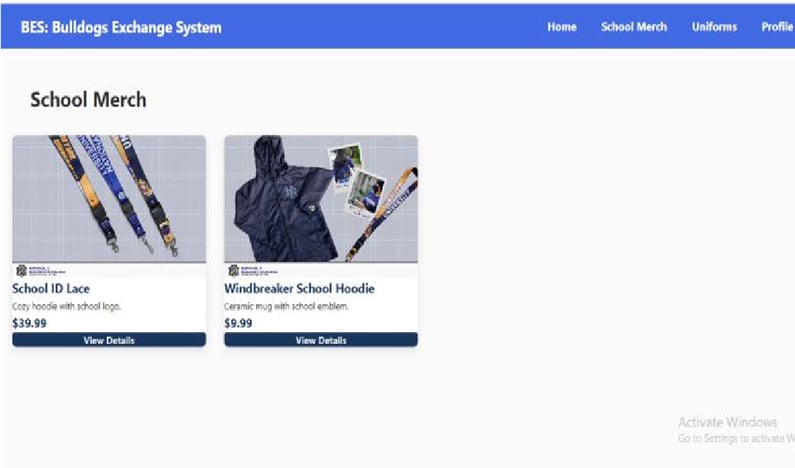 BES: Bulldogs Exchange System
Home School Merch Uniforms Profile
School Merch
School ID Lace
Cozy hoodie with school logo.
$39.99
View Details
Windbreaker School Hoodie
Ceramic mug with school emblem.
$9.99
View Details
Activate Windows
Go to Settings to activate W